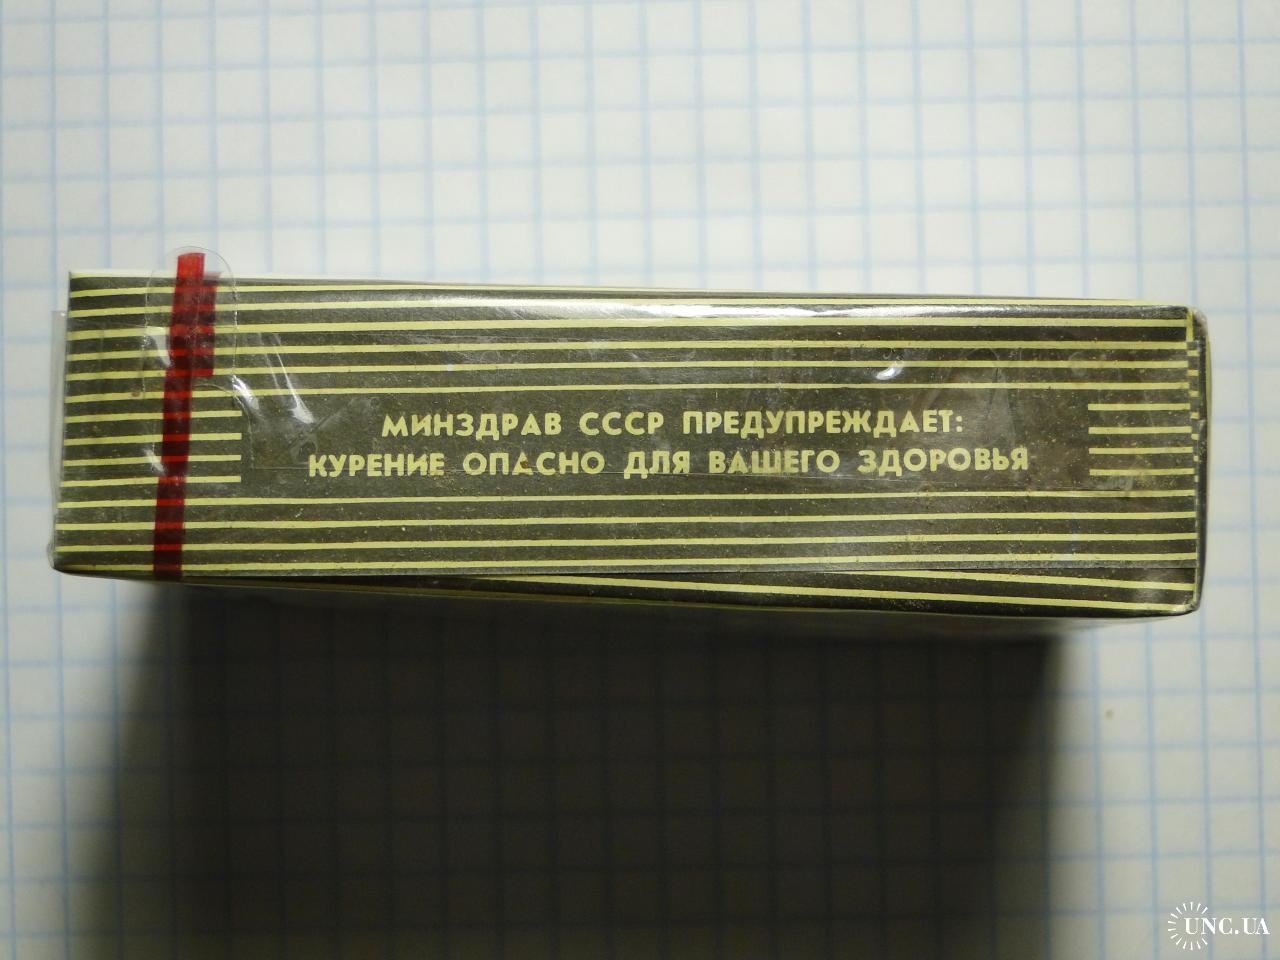 МИНЗДРАВ СССР ПРЕДУПРЕЖДАЕТ:
КУРЕНИЕ ОПАСНО ДЛЯ ВАШЕГО ЗДОРОВЬЯ
UNC.UA